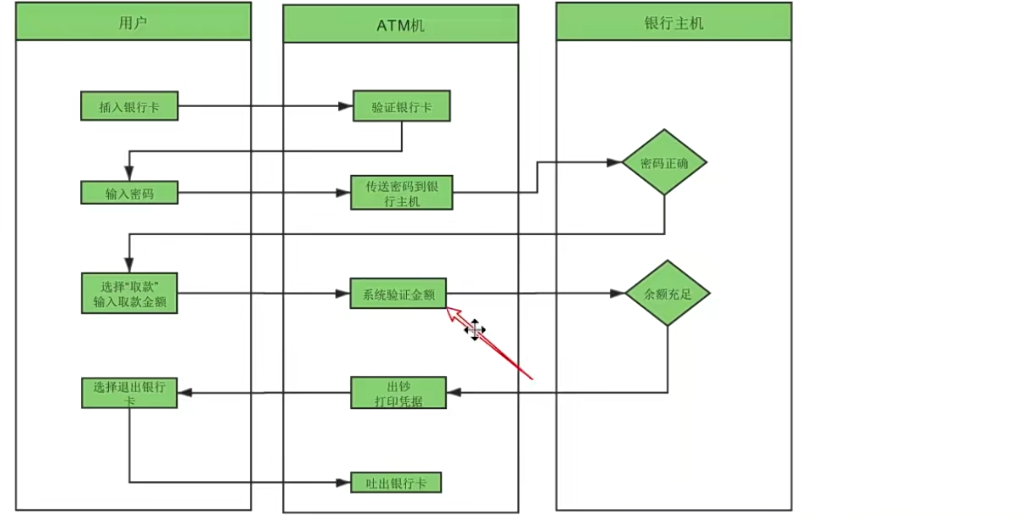 用户
ATM机
银行主机
插入银行卡
验证银行卡
密码正确
输入密码
传送密码到银
行主机
选择“取款”
输入取款金额
系统验证金额
余额充足
选择退出银行
卡
出钞
打印凭据
吐出银行卡